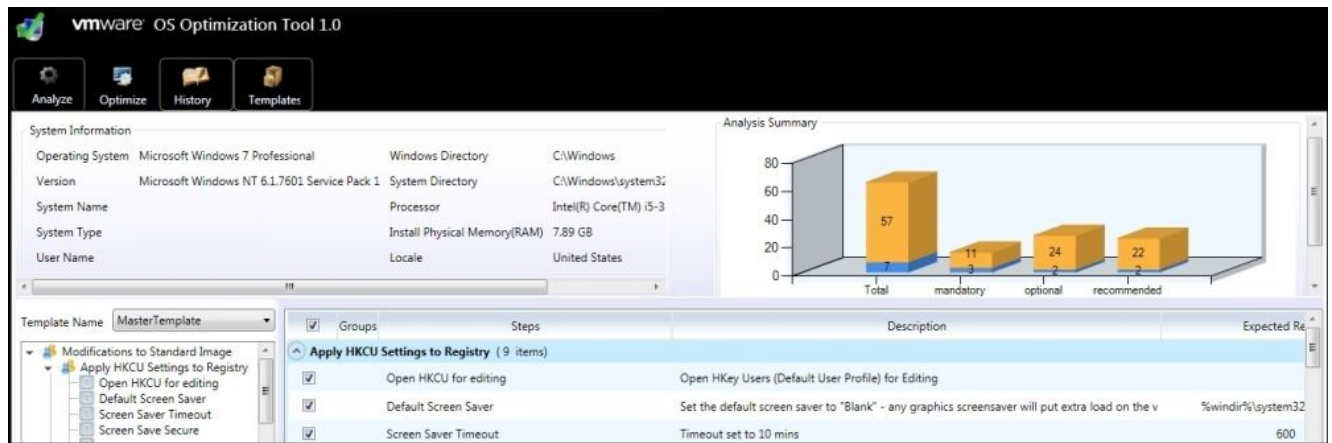 vmware OS Optimization Tool 1.0
Analyze Optimize History Templates
System Information
Operating System Microsoft Windows 7 Professional Windows Directory C:\Windows
Version Microsoft Windows NT 6.1.7601 Service Pack 1 System Directory C:\Windows\system32
System Name Processor Intel(R) Core(TM) i5-3
System Type Install Physical Memory(RAM) 7.89 GB
User Name Locale United States
Analysis Summary
80
60
40
20
0
57 11 24 22
7 3 2 2
Total mandatory optional recommended
Template Name MasterTemplate
Modifications to Standard Image
Apply HKCU Settings to Registry
Open HKCU for editing
Default Screen Saver
Screen Saver Timeout
Screen Save Secure
Groups Steps Description Expected Re
Apply HKCU Settings to Registry (9 items)
Open HKCU for editing Open HKey Users (Default User Profile) for Editing
Default Screen Saver Set the default screen saver to "Blank" - any graphics screensaver will put extra load on the v %windir%\system32
Screen Saver Timeout Timeout set to 10 mins 600